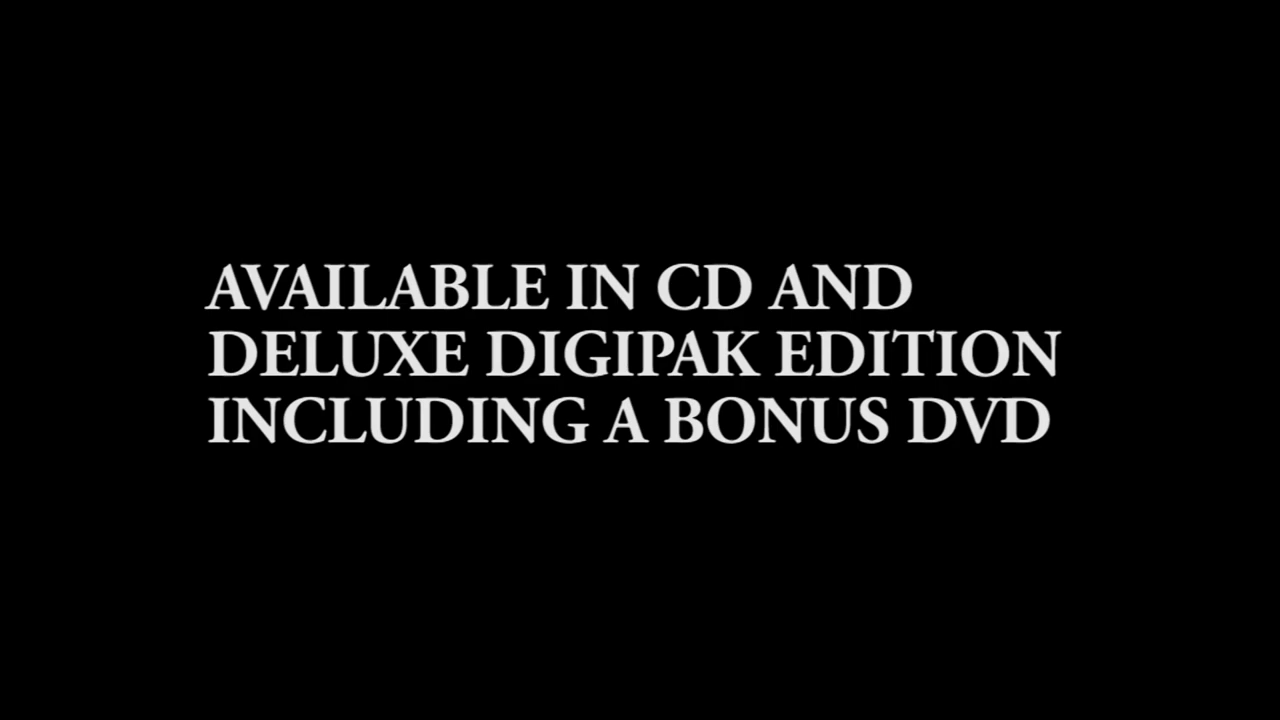 AVAILABLE IN CD AND
DELUXE DIGIPAK EDITION
INCLUDING A BONUS DVD